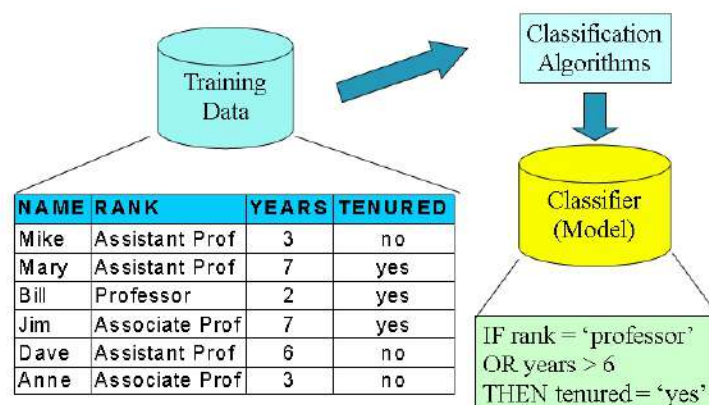 Training
Data
Classification
Algorithms
Classifier
(Model)
NAME RANK YEARS TENURED
Mike Assistant Prof 3 no
Mary Assistant Prof 7 yes
Bill Professor 2 yes
Jim Associate Prof 7 yes
Dave Assistant Prof 6 no
Anne Associate Prof 3 no
IF rank = ‘professor’
OR years > 6
THEN tenured = ‘yes’